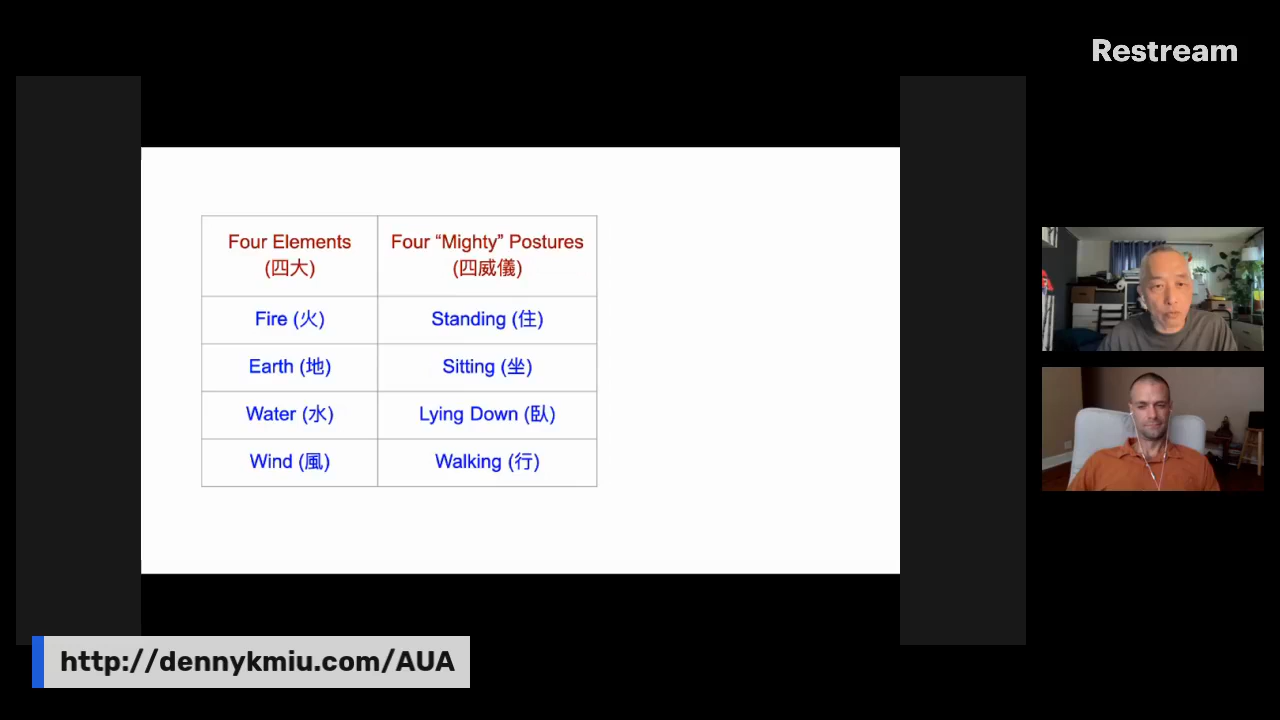 Restream
Four Elements
(四大)
Four “Mighty” Postures
(四威儀)
Fire (火)
Standing (住)
Earth (地)
Sitting (坐)
Water (水)
Lying Down (臥)
Wind (風)
Walking (行)
http://dennykmiu.com/AUA